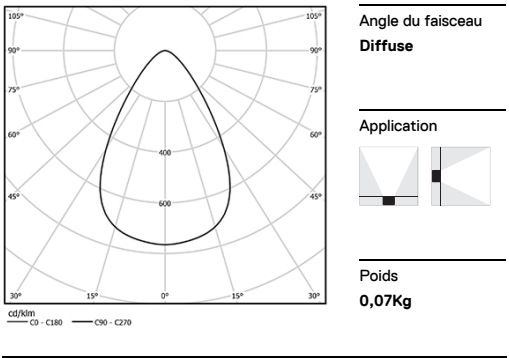 105°
105°
90°
90°
75°
75°
60°
60°
400
45°
45°
600
30°
15°
0°
15°
30°
cd/klm
C0 - C180
C90 - C270
Angle du faisceau
Diffuse
Application
Poids
0,07Kg